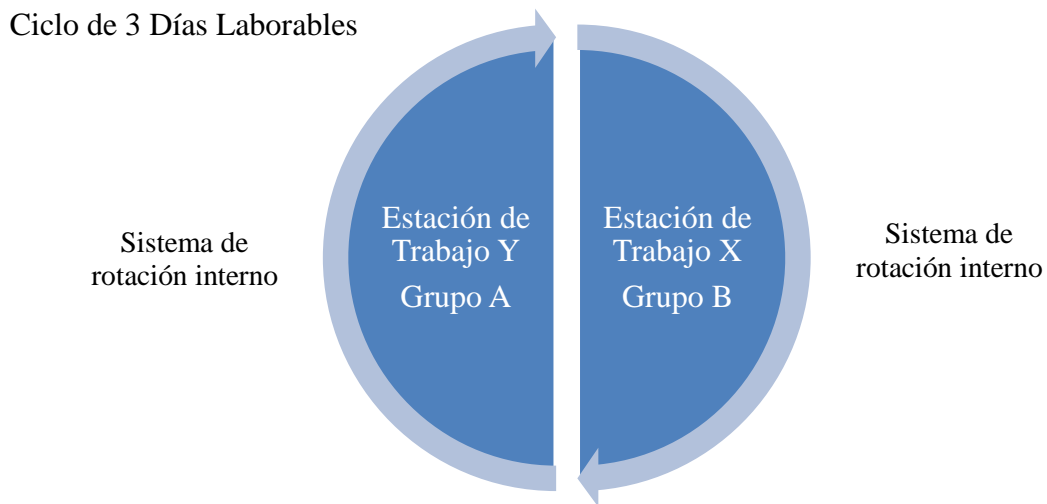 Ciclo de 3 Días Laborables
Sistema de
rotación interno
Estación de
Trabajo Y
Grupo A
Estación de
Trabajo X
Grupo B
Sistema de
rotación interno